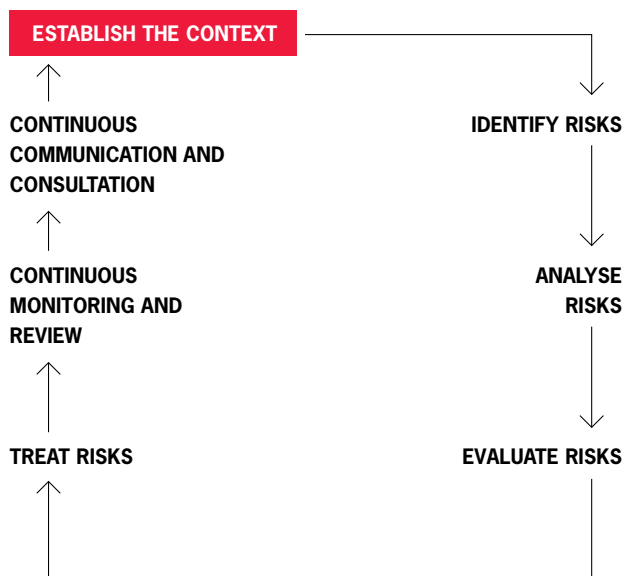 ESTABLISH THE CONTEXT
IDENTIFY RISKS
ANALYSE
RISKS
EVALUATE RISKS
TREAT RISKS
CONTINUOUS
MONITORING AND
REVIEW
CONTINUOUS
COMMUNICATION AND
CONSULTATION